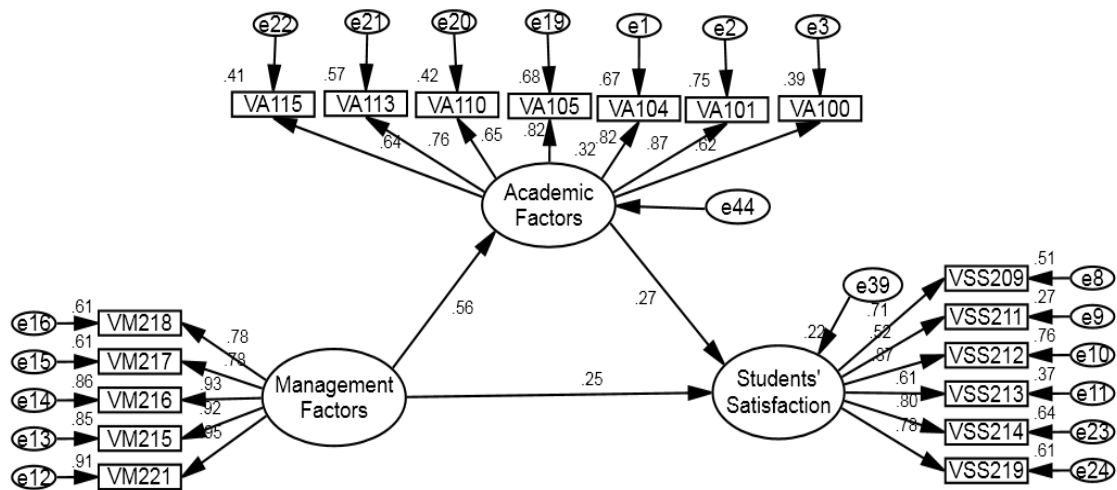 e22 e21 e20 e19 e1 e2 e3
.41 .57 .42 .68 .67 .75 .39
VA115 VA113 VA110 VA105 VA104 VA101 VA100
.64 .76 .65 .82 .32 .82 .87 .62
Academic
Factors
e44
.56
.27
.25
e16 .61 VM218 .78
e15 .61 VM217 .78
e14 .86 VM216 .93
e13 .85 VM215 .92
e12 .91 VM221 .95
Management
Factors
e39
.22
Students'
Satisfaction
.71 VSS209 .51 e8
.52 VSS211 .27 e9
.87 VSS212 .76 e10
.61 VSS213 .37 e11
.80 VSS214 .64 e23
.78 VSS219 .61 e24